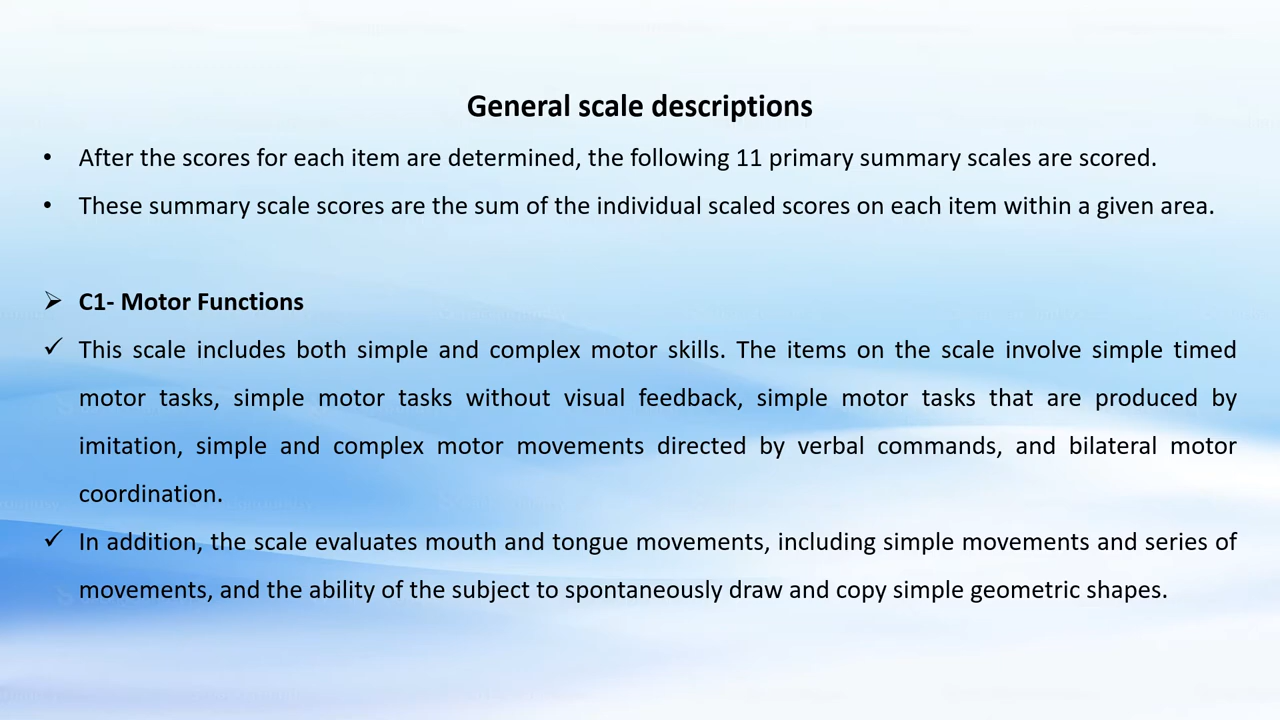 General scale descriptions
• After the scores for each item are determined, the following 11 primary summary scales are scored.
• These summary scale scores are the sum of the individual scaled scores on each item within a given area.
➢ C1- Motor Functions
✓ This scale includes both simple and complex motor skills. The items on the scale involve simple timed
motor tasks, simple motor tasks without visual feedback, simple motor tasks that are produced by
imitation, simple and complex motor movements directed by verbal commands, and bilateral motor
coordination.
✓ In addition, the scale evaluates mouth and tongue movements, including simple movements and series of
movements, and the ability of the subject to spontaneously draw and copy simple geometric shapes.